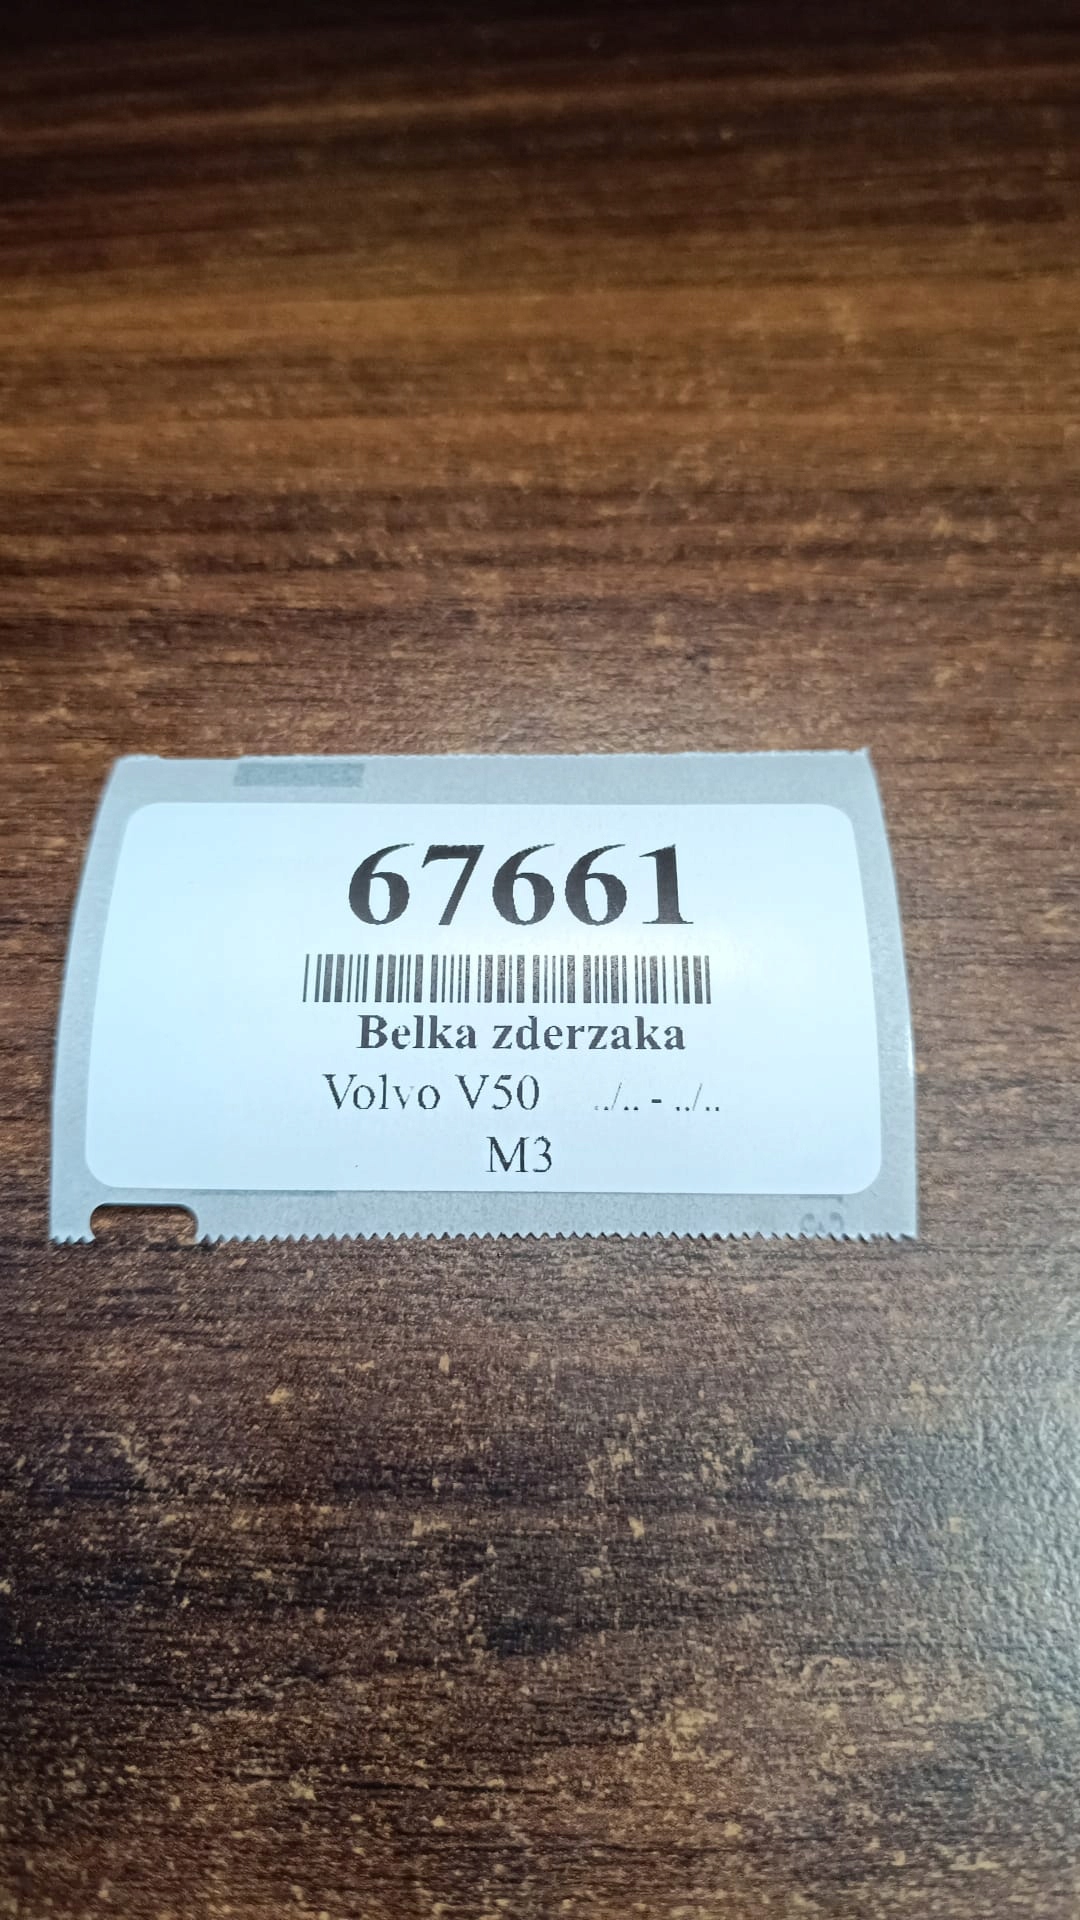 67661
Belka zderzaka
Volvo V50 ../.. - ../..
M3